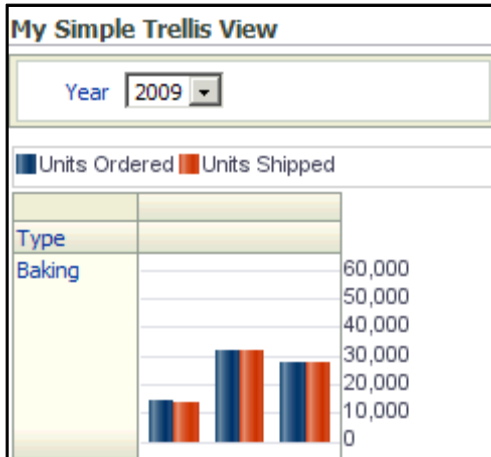 My Simple Trellis View
Year 2009
Units Ordered Units Shipped
Type
Baking
60,000
50,000
40,000
30,000
20,000
10,000
0